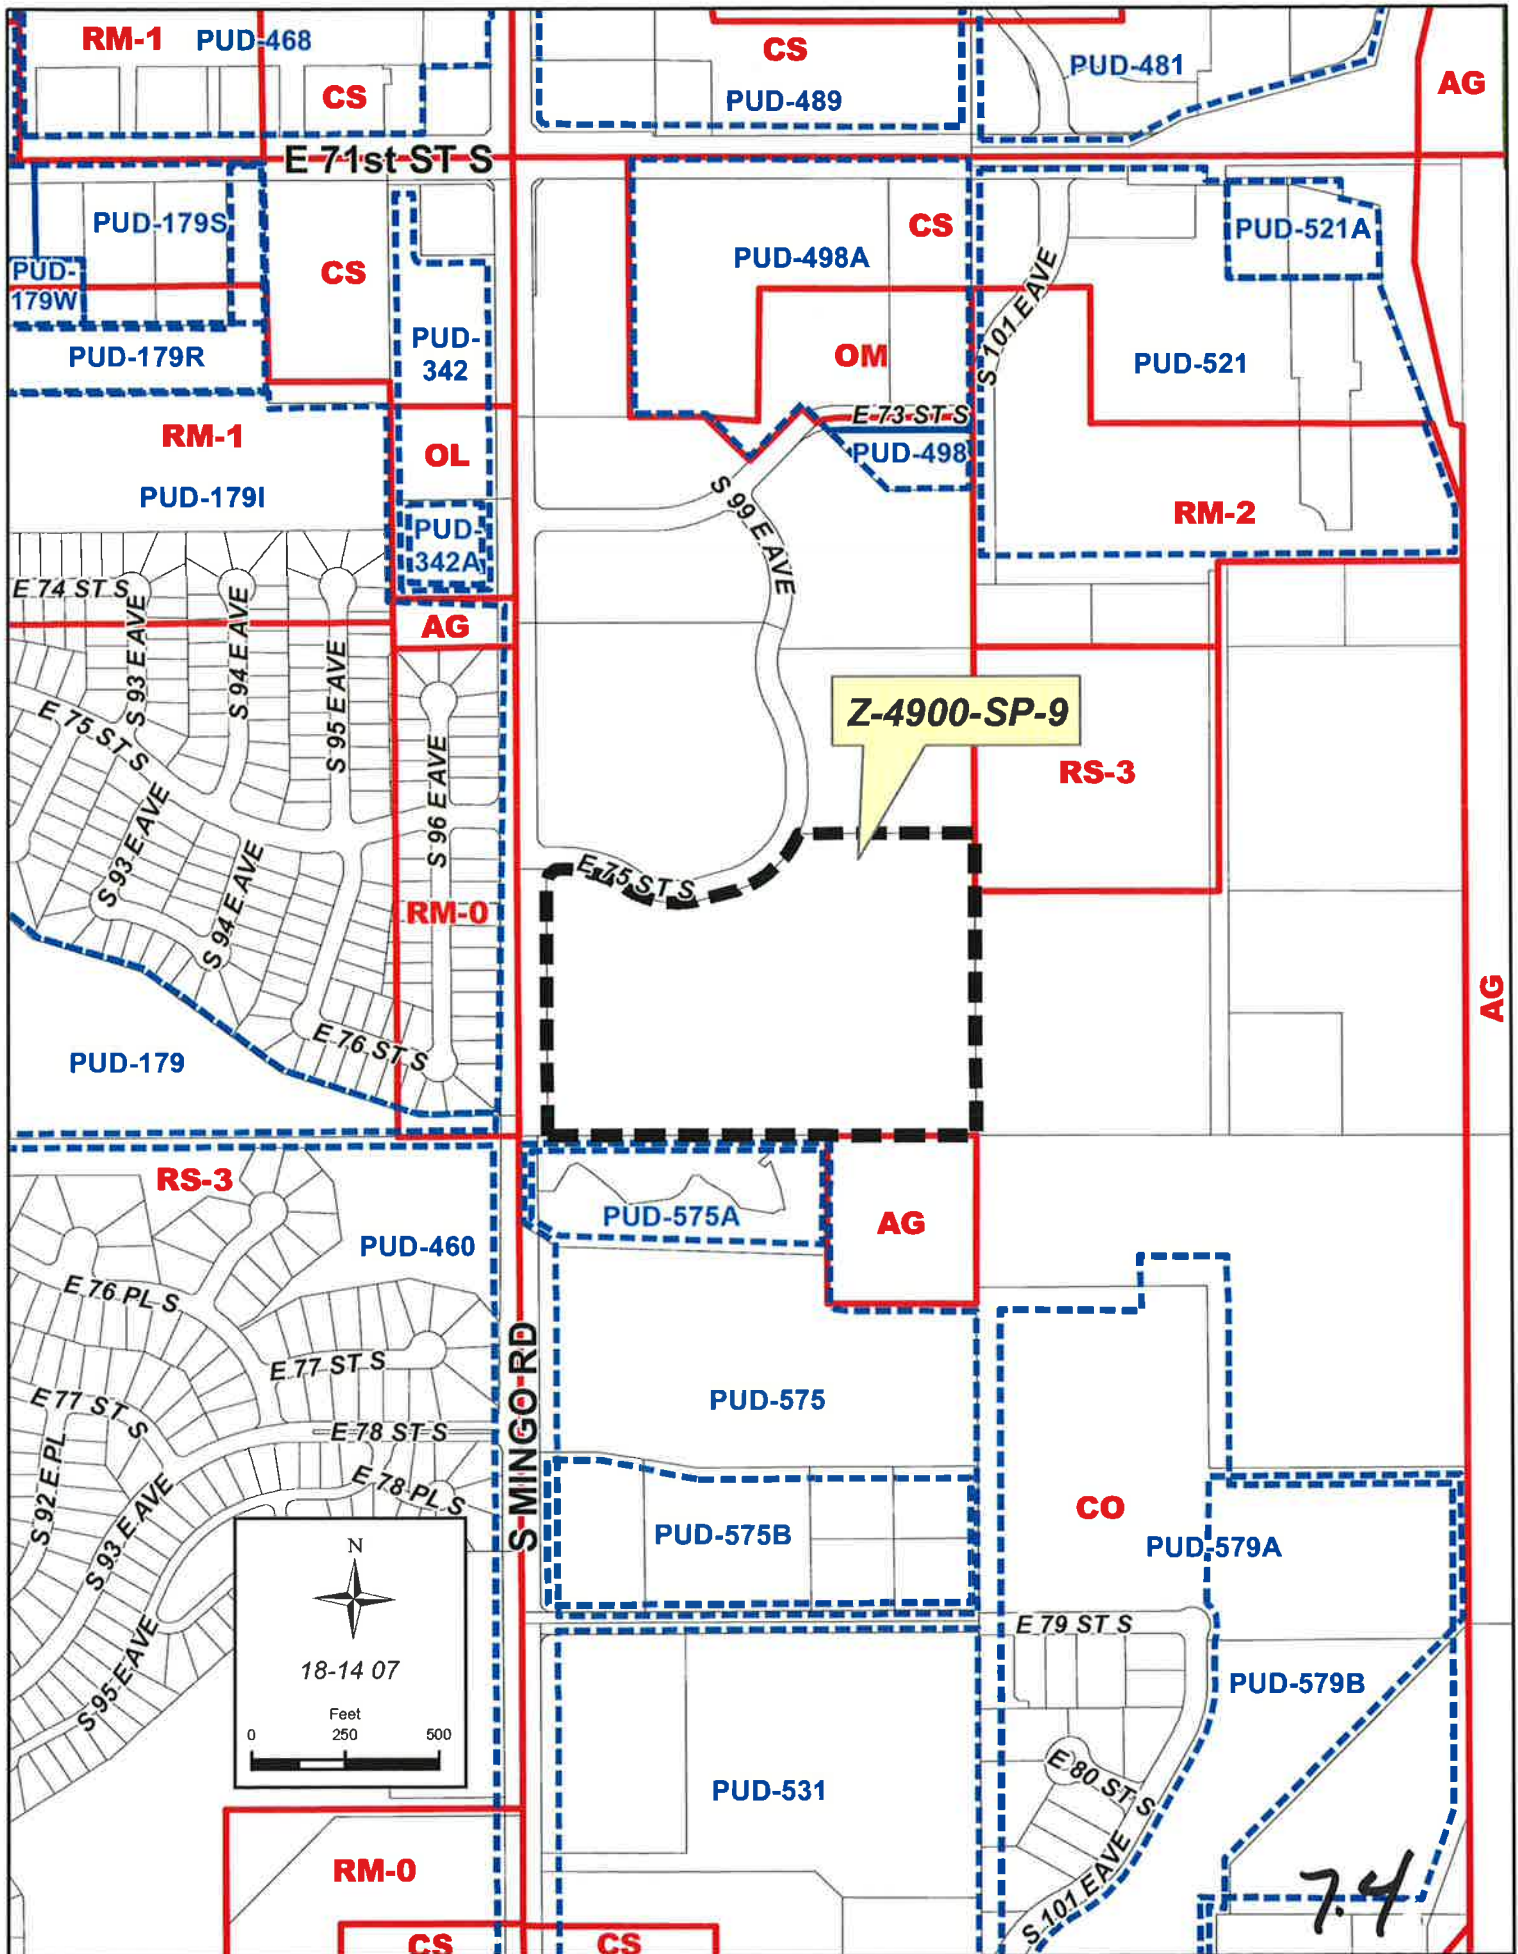 RM-1 PUD-468
CS
CS
PUD-489
PUD-481
AG
E 71st ST S
PUD-179S
PUD-
179W
CS
PUD-179R
PUD-
342
PUD-498A
CS
OM
S 101 E AVE
PUD-521A
PUD-521
RM-1
PUD-179I
OL
PUD-
342A
E 73 ST S
PUD-498
S 99 E AVE
RM-2
E 74 ST S
S 93 E AVE
S 94 E AVE
S 95 E AVE
AG
E 75 ST S
S 96 E AVE
Z-4900-SP-9
RS-3
S 93 E AVE
S 94 E AVE
RM-0
E 75 ST S
AG
E 76 ST S
PUD-179
RS-3
PUD-460
PUD-575A
AG
E 76 PL S
E 77 ST S
E 77 ST S
E 78 ST S
E 78 PL S
S 92 E PL
S 93 E AVE
S 95 E AVE
S MINGO RD
PUD-575
PUD-575B
CO
PUD-579A
N
18-14 07
Feet
0 250 500
E 79 ST S
PUD-579B
PUD-531
E 80 ST S
S 101 E AVE
RM-0
CS
CS
7.4